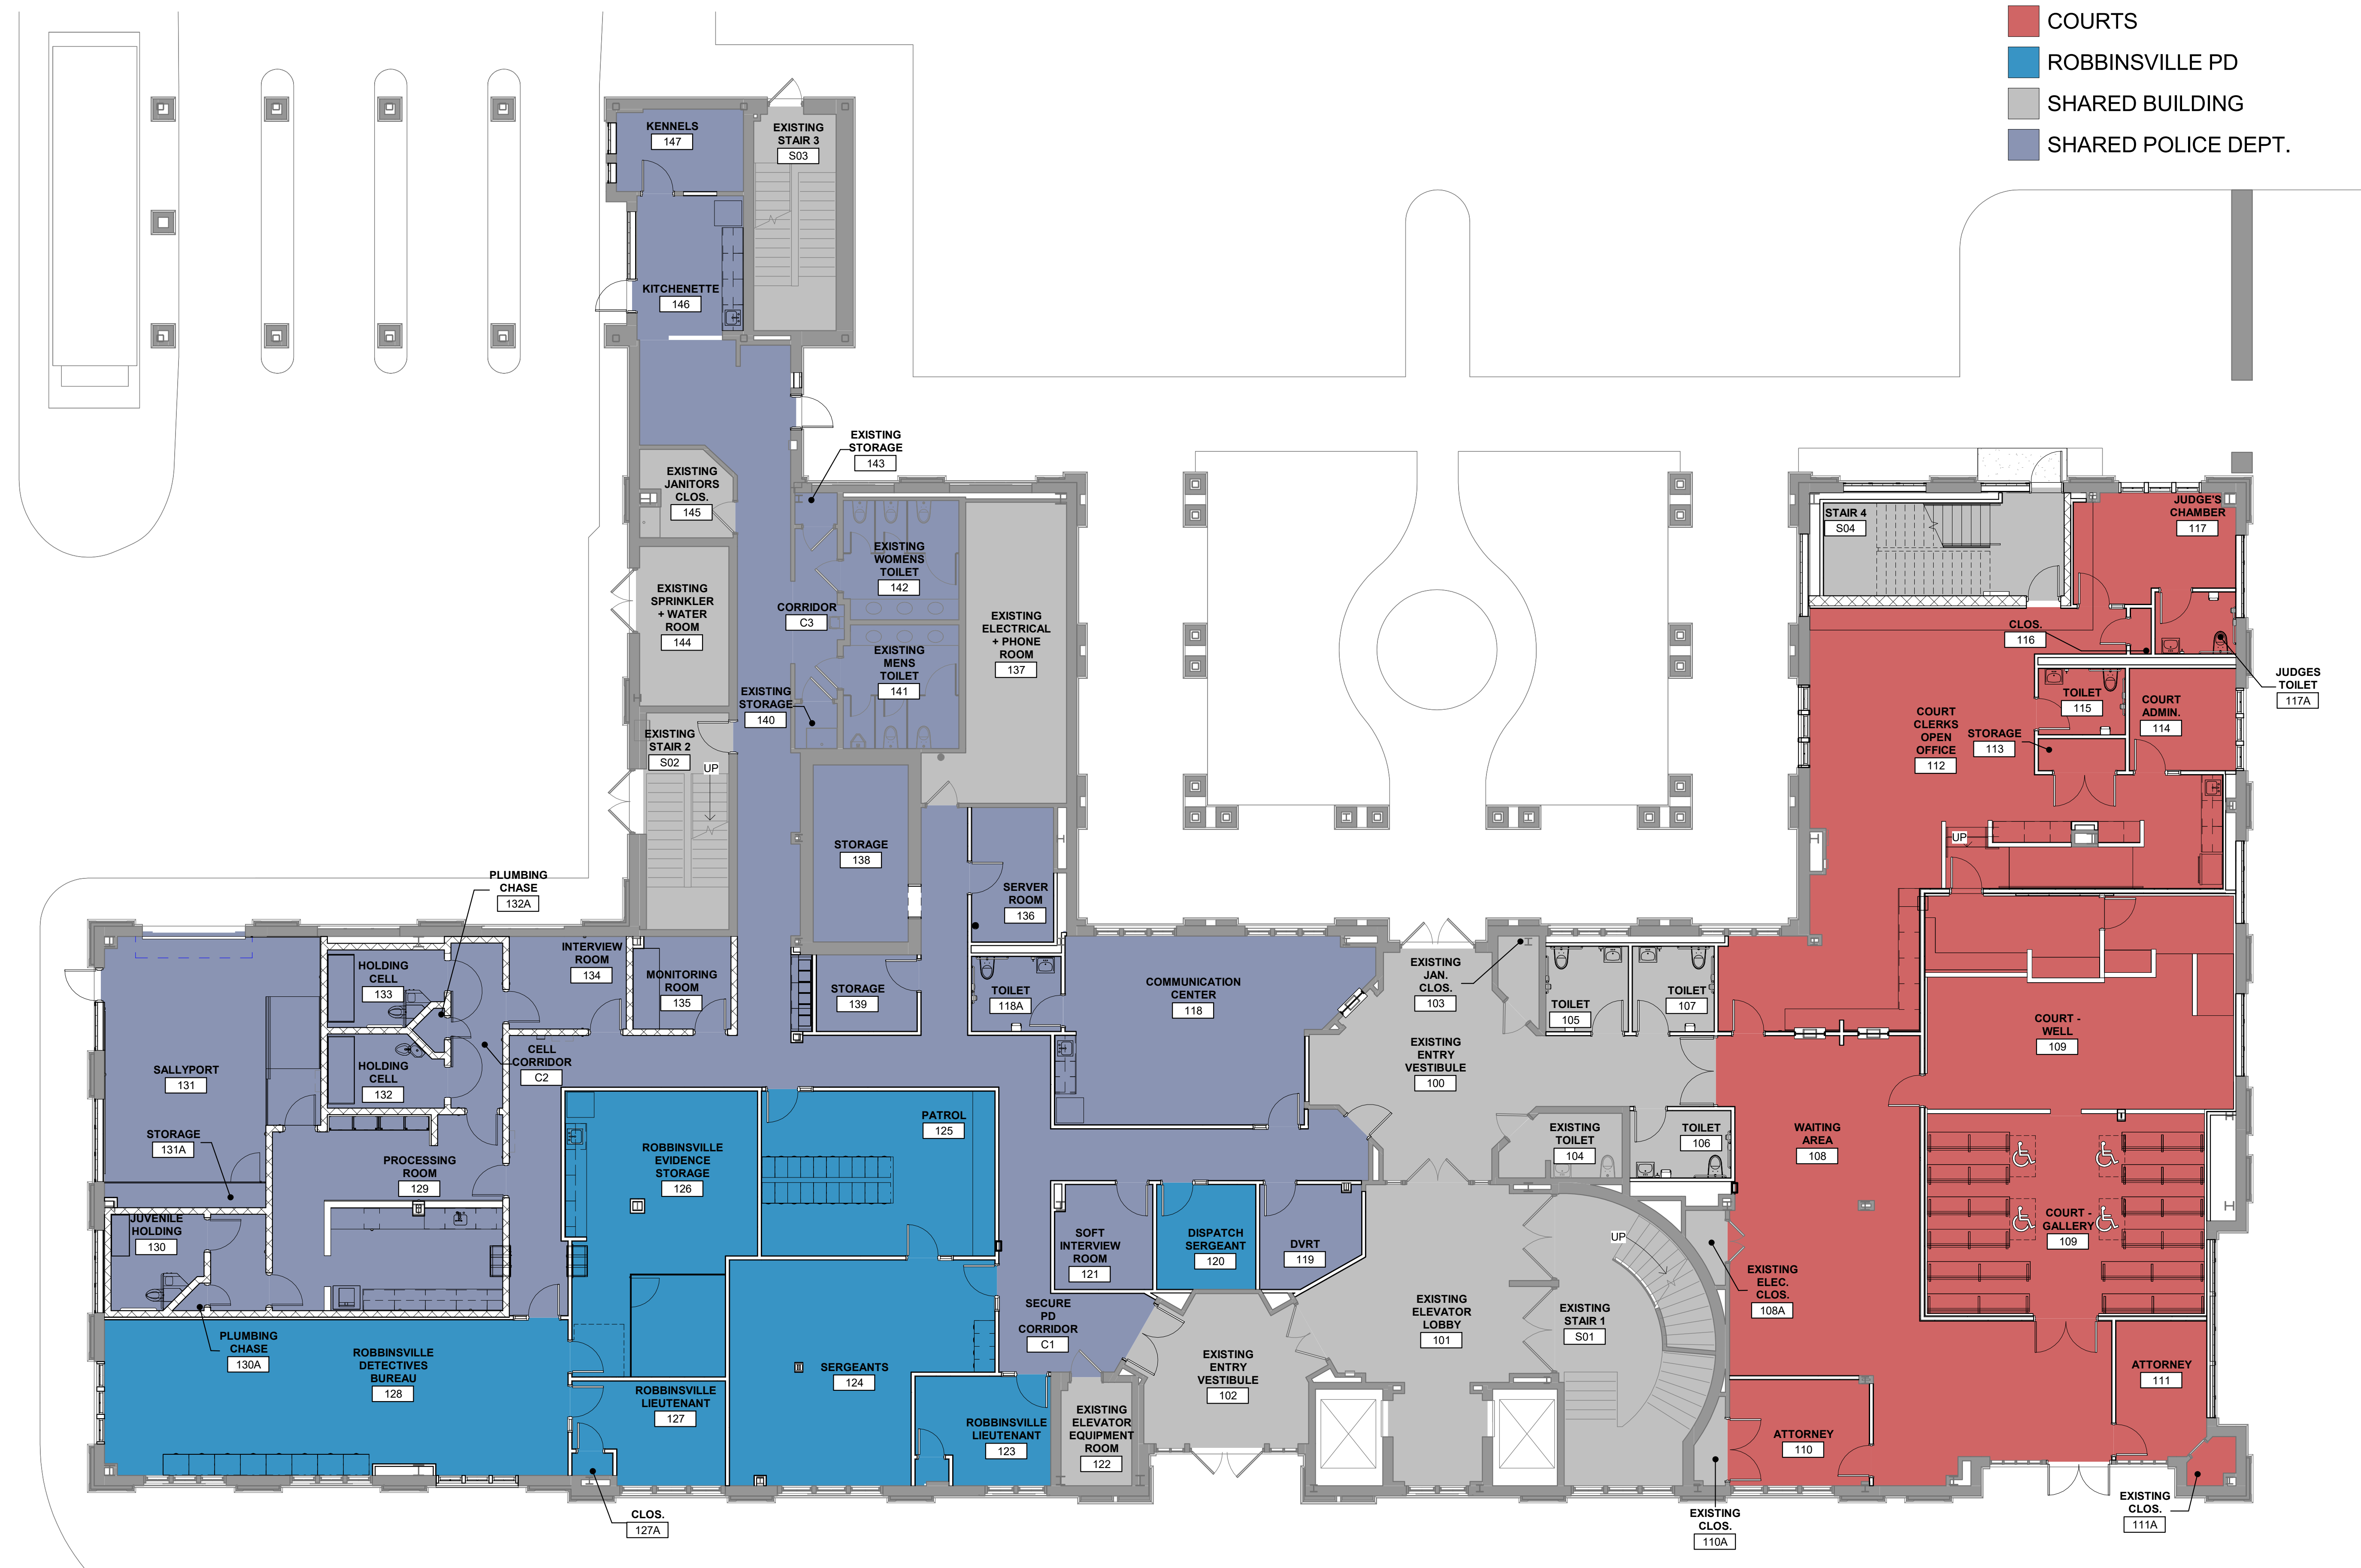 COURTS
ROBBINSVILLE PD
SHARED BUILDING
SHARED POLICE DEPT.
KENNELS
147
EXISTING
STAIR 3
S03
KITCHENETTE
146
EXISTING
STORAGE
143
EXISTING
JANITORS
CLOS.
145
EXISTING
WOMENS
TOILET
142
EXISTING
SPRINKLER
+ WATER
ROOM
144
CORRIDOR
C3
EXISTING
ELECTRICAL
+ PHONE
ROOM
137
EXISTING
MENS
TOILET
141
EXISTING
STORAGE
140
EXISTING
STAIR 2
S02
UP
STORAGE
138
SERVER
ROOM
136
PLUMBING
CHASE
132A
INTERVIEW
ROOM
134
HOLDING
CELL
133
MONITORING
ROOM
135
STORAGE
139
TOILET
118A
COMMUNICATION
CENTER
118
EXISTING
JAN.
CLOS.
103
TOILET
105
TOILET
107
CELL
CORRIDOR
C2
HOLDING
CELL
132
SALLYPORT
131
EXISTING
ENTRY
VESTIBULE
100
STORAGE
131A
PROCESSING
ROOM
129
PATROL
125
ROBBINSVILLE
EVIDENCE
STORAGE
126
EXISTING
TOILET
104
TOILET
106
JUVENILE
HOLDING
130
SOFT
INTERVIEW
ROOM
121
DISPATCH
SERGEANT
120
DVRT
119
UP
EXISTING
ELEC.
CLOS.
108A
SECURE
PD
CORRIDOR
C1
EXISTING
ELEVATOR
LOBBY
101
EXISTING
STAIR 1
S01
PLUMBING
CHASE
130A
ROBBINSVILLE
DETECTIVES
BUREAU
128
SERGEANTS
124
EXISTING
ENTRY
VESTIBULE
102
ROBBINSVILLE
LIEUTENANT
127
ROBBINSVILLE
LIEUTENANT
123
EXISTING
ELEVATOR
EQUIPMENT
ROOM
122
CLOS.
127A
STAIR 4
S04
JUDGE'S
CHAMBER
117
CLOS.
116
JUDGES
TOILET
117A
TOILET
115
COURT
ADMIN.
114
COURT
CLERKS
OPEN
OFFICE
112
STORAGE
113
UP
COURT -
WELL
109
WAITING
AREA
108
COURT -
GALLERY
109
ATTORNEY
111
ATTORNEY
110
EXISTING
CLOS.
110A
EXISTING
CLOS.
111A